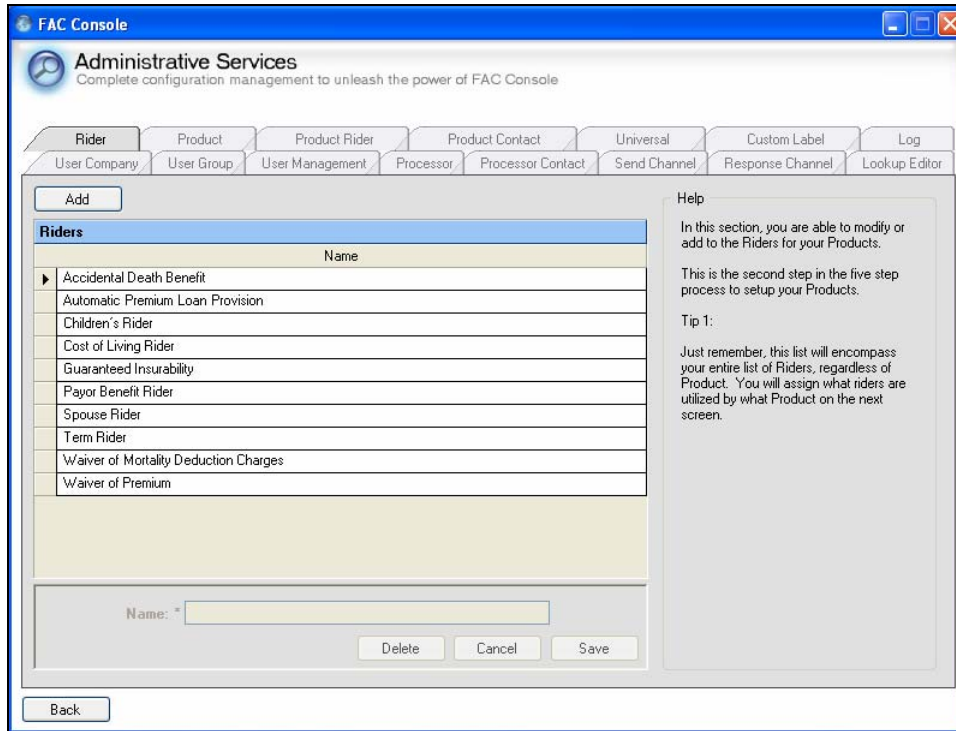 FAC Console
Administrative Services
Complete configuration management to unleash the power of FAC Console
Rider Product Product Rider Product Contact Universal Custom Label Log
User Company User Group User Management Processor Processor Contact Send Channel Response Channel Lookup Editor
Add
Riders
Name
Accidental Death Benefit
Automatic Premium Loan Provision
Children's Rider
Cost of Living Rider
Guaranteed Insurability
Payor Benefit Rider
Spouse Rider
Term Rider
Waiver of Mortality Deduction Charges
Waiver of Premium
Name: *
Delete Cancel Save
Help
In this section, you are able to modify or
add to the Riders for your Products.
This is the second step in the five step
process to setup your Products.
Tip 1:
Just remember, this list will encompass
your entire list of Riders, regardless of
Product. You will assign what riders are
utilized by what Product on the next
screen.
Back